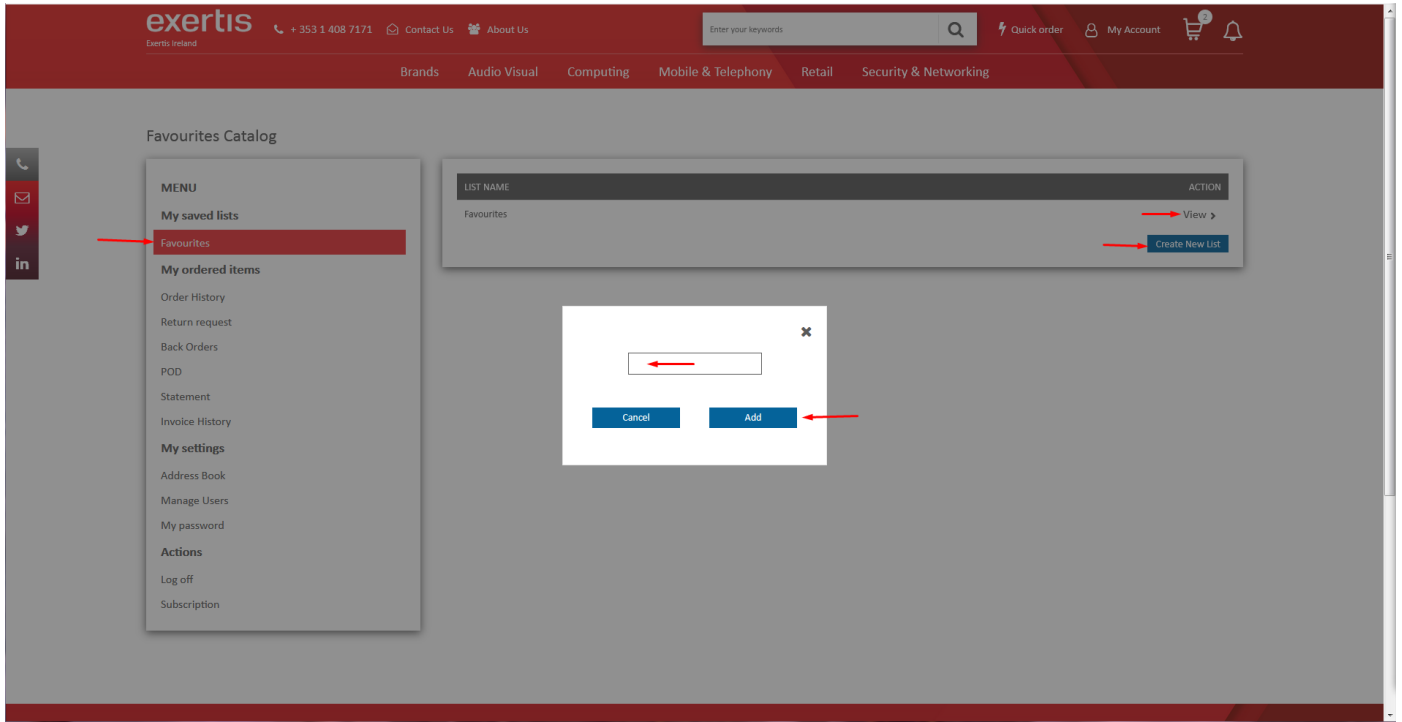 exertis
Exertis Ireland
+ 353 1 408 7171 Contact Us About Us
Enter your keywords
Quick order My Account 2
Brands Audio Visual Computing Mobile & Telephony Retail Security & Networking
Favourites Catalog
MENU
My saved lists
Favourites
My ordered items
Order History
Return request
Back Orders
POD
Statement
Invoice History
My settings
Address Book
Manage Users
My password
Actions
Log off
Subscription
LIST NAME ACTION
Favourites View
Create New List
Cancel Add
in